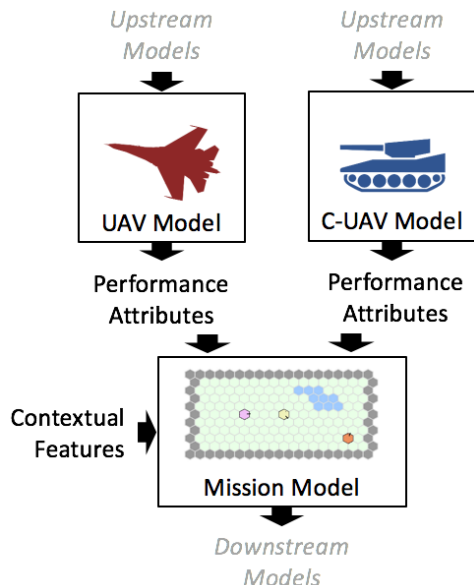 Upstream
Models
Upstream
Models
UAV Model
C-UAV Model
Performance
Attributes
Performance
Attributes
Contextual
Features
Mission Model
Downstream
Models